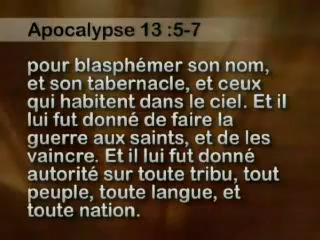 Apocalypse 13 :5-7
pour blasphémer son nom,
et son tabernacle, et ceux
qui habitent dans le ciel. Et il
lui fut donné de faire la
guerre aux saints, et de les
vaincre. Et il lui fut donné
autorité sur toute tribu, tout
peuple, toute langue, et
toute nation.